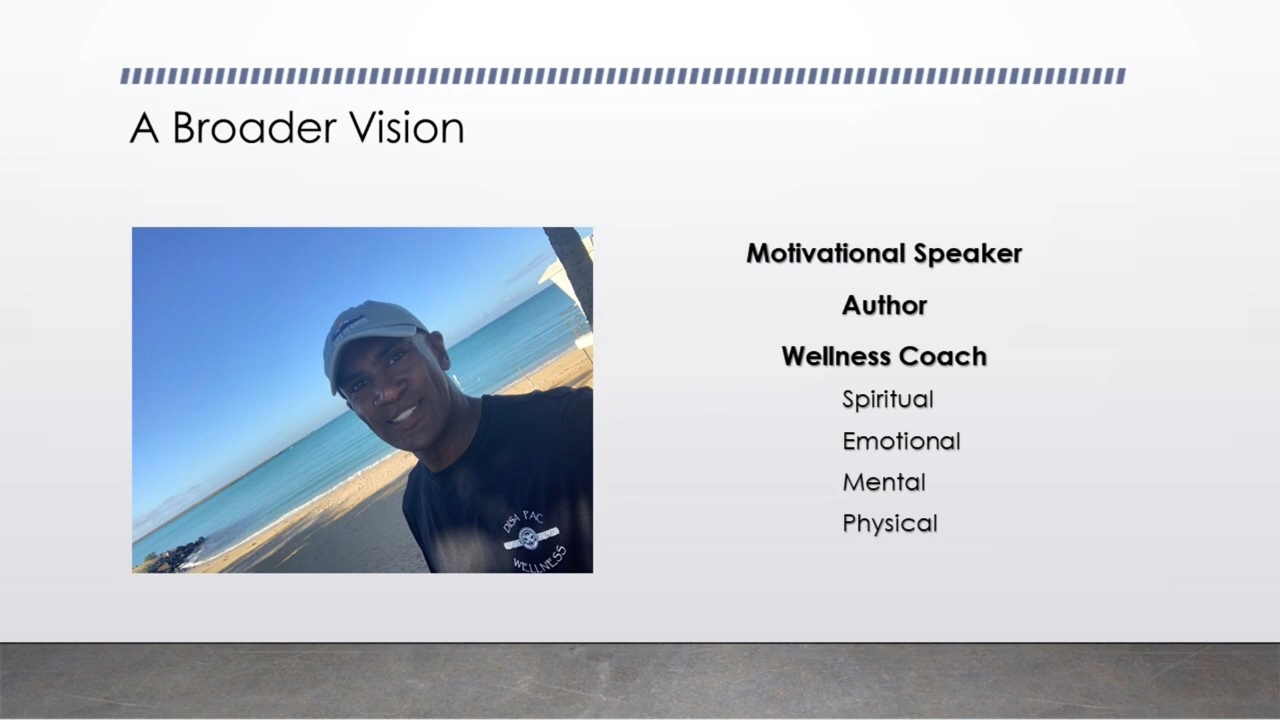 A Broader Vision
Motivational Speaker
Author
Wellness Coach
Spiritual
Emotional
Mental
Physical
WELLNESS